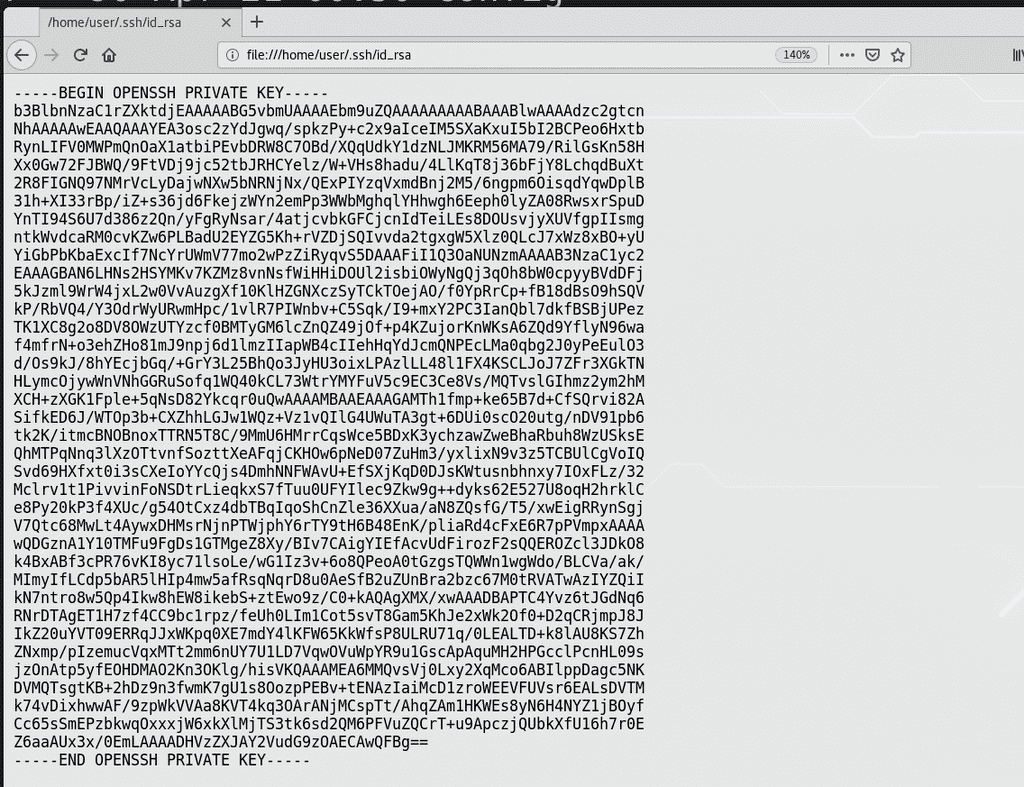 /home/user/.ssh/id_rsa
file:///home/user/.ssh/id_rsa
140%
-----BEGIN OPENSSH PRIVATE KEY-----
b3BlbnNzaC1rZXktdjEAAAAABG5vbmUAAAAEbm9uZQAAAAAAAAABAAABlwAAAAdzc2gtcn
NhAAAAAwEAAQAAAYEA3osc2zYdJgwq/spkzPy+c2x9aIceIM5SXaKxuI5bI2BCPeo6Hxtb
RynLIFV0MWPmQnOaX1atbiPEvbDRW8C7OBd/XQqUdkY1dzNLJMKRM56MA79/RilGsKn58H
Xx0Gw72FJBWQ/9FtVDj9jc52tbJRHCYelz/W+VHs8hadu/4LlKqT8j36bFjY8LchqdBuXt
2R8FIGNQ97NMrVcLyDajwNXw5bNRNjNx/QExPIYzqVxmdBnj2M5/6ngpm6OisqdYqwDplB
31h+XI33rBp/iZ+s36jd6FkejzWYn2emPp3WWbMghqlYHhwgh6Eeph0lyZA08RwsxrSpuD
YnTI94S6U7d386z2Qn/yFgRyNsar/4atjcvbkGFCjcnIdTeiLEs8DOUsvjyXUVfgpIIsmg
ntkWvdcaRM0cvKZw6PLBadU2EYZG5Kh+rVZDjSQIvvda2tgxgW5Xlz0QLcJ7xWz8xBO+yU
YiGbPbKbaExcIf7NcYrUWmV77mo2wPzZiRyqvS5DAAAFiI1Q3OaNUNzmAAAAB3NzaC1yc2
EAAAGBAN6LHNs2HSYMKv7KZMz8vnNsfWiHHiDOUl2isbiOWyNgQj3qOh8bW0cpyyBVdDFj
5kJzml9WrW4jxL2w0VvAuzgXf10KlHZGNXczSyTCkTOejAO/f0YpRrCp+fB18dBsO9hSQV
kP/RbVQ4/Y3OdrWyURwmHpc/1vlR7PIWnbv+C5Sqk/I9+mxY2PC3IanQbl7dkfBSBjUPez
TK1XC8g2o8DV8OWzUTYzcf0BMTyGM6lcZnQZ49jOf+p4KZujorKnWKsA6ZQd9YflyN96wa
f4mfrN+o3ehZHo81mJ9npj6d1lmzIIapWB4cIIehHqYdJcmQNPEcLMa0qbg2J0yPeEulO3
d/Os9kJ/8hYEcjbGq/+GrY3L25BhQo3JyHU3oixLPAzlLL48l1FX4KSCLJoJ7ZFr3XGkTN
HLymcOjywWnVNhGGRuSofq1WQ40kCL73WtrYMYFuV5c9EC3Ce8Vs/MQTvslGIhmz2ym2hM
XCH+zXGK1Fple+5qNsD82Ykcqr0uQwAAAAMBAAEAAAGAMTh1fmp+ke65B7d+CfSQrvi82A
SifkED6J/WTOp3b+CXZhhLGJw1WQz+Vz1vQIlG4UWuTA3gt+6DUi0scO20utg/nDV91pb6
tk2K/itmcBNOBnoxTTRN5T8C/9MmU6HMrrCqsWce5BDxK3ychzawZweBhaRbuh8WzUSksE
QhMTPqNnq3lXzOTtvnfSozttXeAFqjCKHOw6pNeD07ZuHm3/yxlixN9v3z5TCBUlCgVoIQ
Svd69HXfxt0i3sCXeIoYYcQjs4DmhNNFWAvU+EfSXjKqD0DJsKWtusnbhnxy7IOxFLz/32
Mclrv1t1PivvinFoNSDtrLieqkxS7fTuu0UFYIlec9Zkw9g++dyks62E527U8oqH2hrklC
e8Py20kP3f4XUc/g54OtCxz4dbTBqIqoShCnZle36XXua/aN8ZQsfG/T5/xwEigRRynSgj
V7Qtc68MwLt4AywxDHMsrNjnPTWjphY6rTY9tH6B48EnK/pliaRd4cFxE6R7pPVmpxAAAA
wQDGznA1Y10TMFu9FgDs1GTMgeZ8Xy/BIv7CAigYIEfAcvUdFirozF2sQQEROZcl3JDkO8
k4BxABf3cPR76vKI8yc71lsoLe/wG1Iz3v+6o8QPeoA0tGzgsTQWWn1wgWdo/BLCVa/ak/
MImyIfLCdp5bAR5lHIp4mw5afRsqNqrD8u0AeSfB2uZUnBra2bzc67M0tRVATwAzIYZQiI
kN7ntro8w5Qp4Ikw8hEW8ikebS+ztEwo9z/C0+kAQAgXMX/xwAAADBAPTC4Yvz6tJGdNq6
RNrDTAgET1H7zf4CC9bc1rpz/feUh0LIm1Cot5svT8Gam5KhJe2xWk2Of0+D2qCRjmpJ8J
IkZ20uYVT09ERRqJJxWKpq0XE7mdY4lKFW65KkWfsP8ULRU71q/0LEALTD+k8lAU8KS7Zh
ZNxmp/pIzemucVqxMTt2mm6nUY7U1LD7VqwOVuWpYR9u1GscApAquMH2HPGcclPcnHL09s
jzOnAtp5yfEOHDMAO2Kn3OKlg/hisVKQAAAMEA6MMQvsVj0Lxy2XqMco6ABIlppDagc5NK
DVMQTsgtKB+2hDz9n3fwmK7gU1s8OozpPEBv+tENAzIaiMcD1zroWEEVFUVsr6EALsDVTM
k74vDixhwwAF/9zpWkVVAa8KVT4kq3OArANjMCspTt/AhqZAm1HKWEs8yN6H4NYZ1jBOyf
Cc65sSmEPzbkwqOxxxjW6xkXlMjTS3tk6sd2QM6PFVuZQCrT+u9ApczjQUbkXfU16h7r0E
Z6aaAUx3x/0EmLAAAADHVzZXJAY2VudG9zOAECAwQFBg==
-----END OPENSSH PRIVATE KEY-----